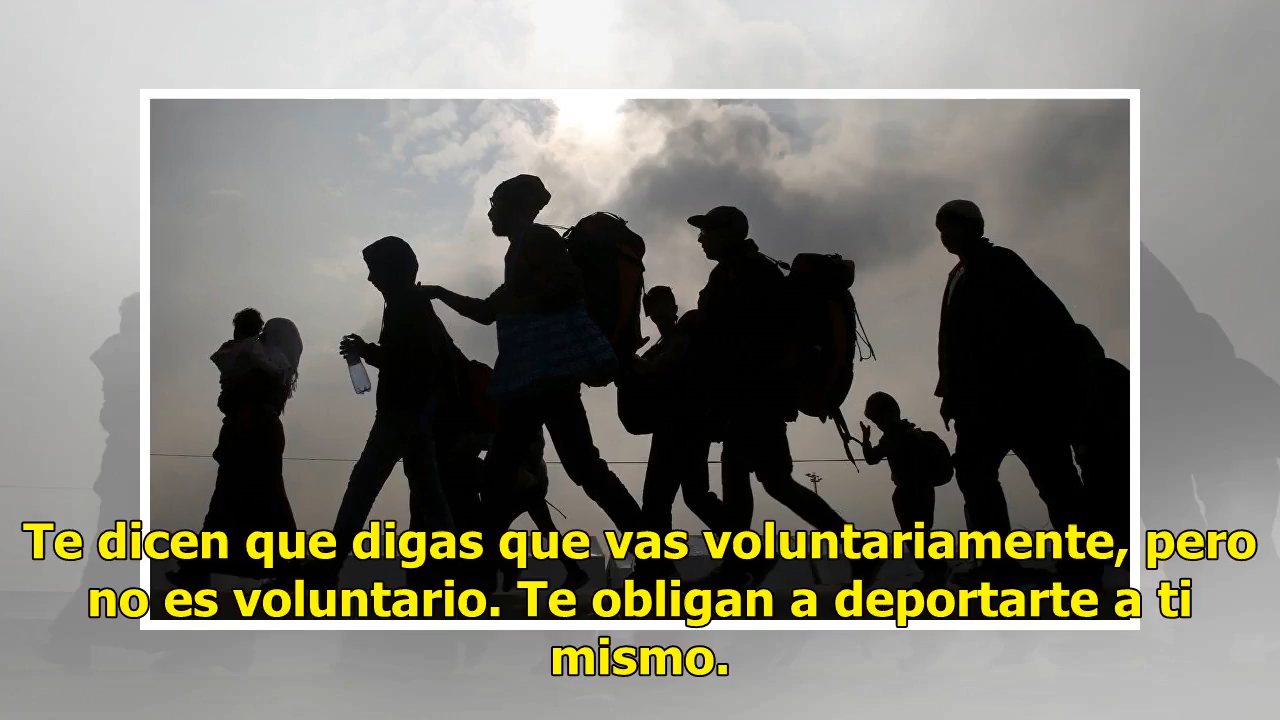 Te dicen que digas que vas voluntariamente, pero
no es voluntario. Te obligan a deportarte a ti
mismo.